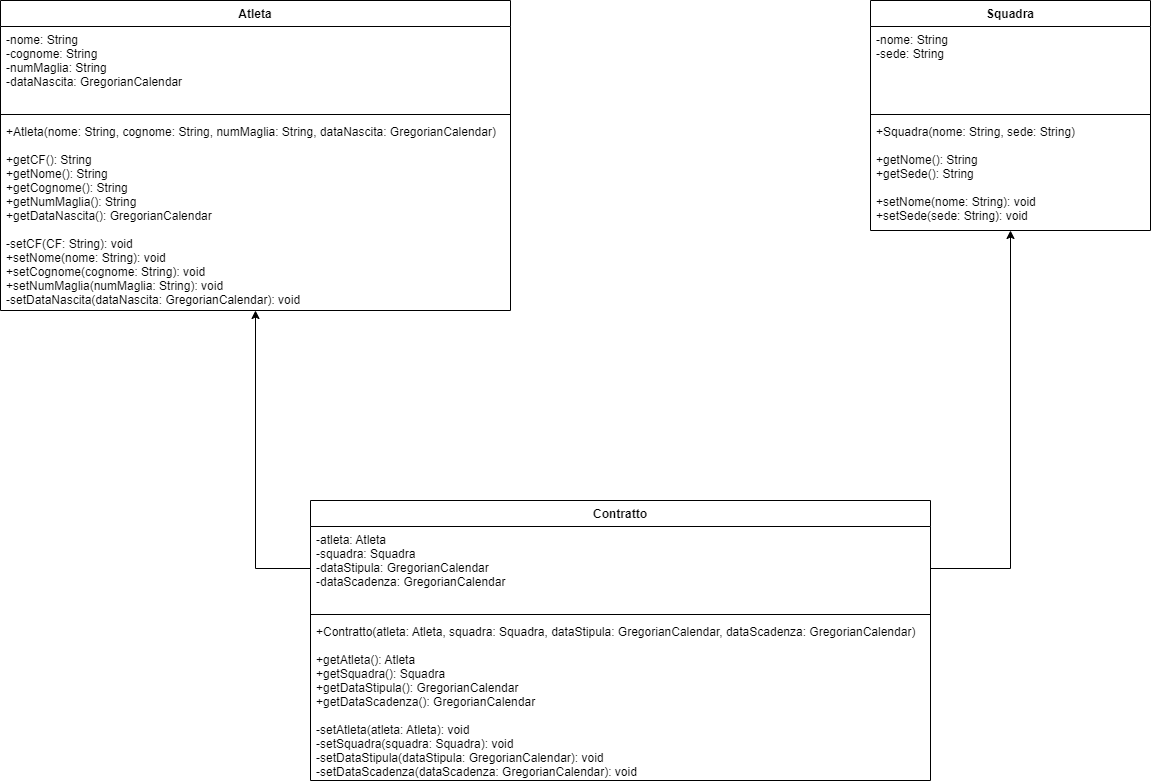 Atleta
-nome: String
-cognome: String
-numMaglia: String
-dataNascita: GregorianCalendar
+Atleta(nome: String, cognome: String, numMaglia: String, dataNascita: GregorianCalendar)
+getCF(): String
+getNome(): String
+getCognome(): String
+getNumMaglia(): String
+getDataNascita(): GregorianCalendar
-setCF(CF: String): void
+setNome(nome: String): void
+setCognome(cognome: String): void
+setNumMaglia(numMaglia: String): void
-setDataNascita(dataNascita: GregorianCalendar): void
Squadra
-nome: String
-sede: String
+Squadra(nome: String, sede: String)
+getNome(): String
+getSede(): String
+setNome(nome: String): void
+setSede(sede: String): void
Contratto
-atleta: Atleta
-squadra: Squadra
-dataStipula: GregorianCalendar
-dataScadenza: GregorianCalendar
+Contratto(atleta: Atleta, squadra: Squadra, dataStipula: GregorianCalendar, dataScadenza: GregorianCalendar)
+getAtleta(): Atleta
+getSquadra(): Squadra
+getDataStipula(): GregorianCalendar
+getDataScadenza(): GregorianCalendar
-setAtleta(atleta: Atleta): void
-setSquadra(squadra: Squadra): void
-setDataStipula(dataStipula: GregorianCalendar): void
-setDataScadenza(dataScadenza: GregorianCalendar): void